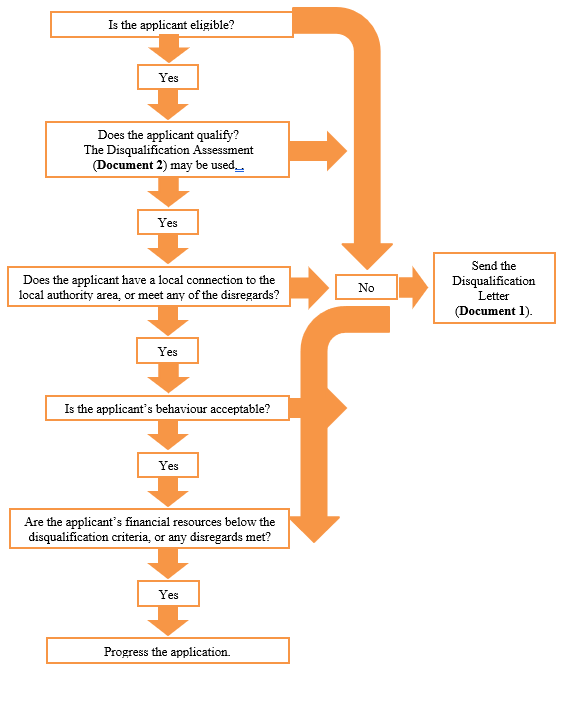 Is the applicant eligible?
Yes
Does the applicant qualify?
The Disqualification Assessment
(Document 2) may be used.
Yes
Does the applicant have a local connection to the
local authority area, or meet any of the disregards?
No
Send the
Disqualification
Letter
(Document 1).
Yes
Is the applicant’s behaviour acceptable?
Yes
Are the applicant’s financial resources below the
disqualification criteria, or any disregards met?
Yes
Progress the application.